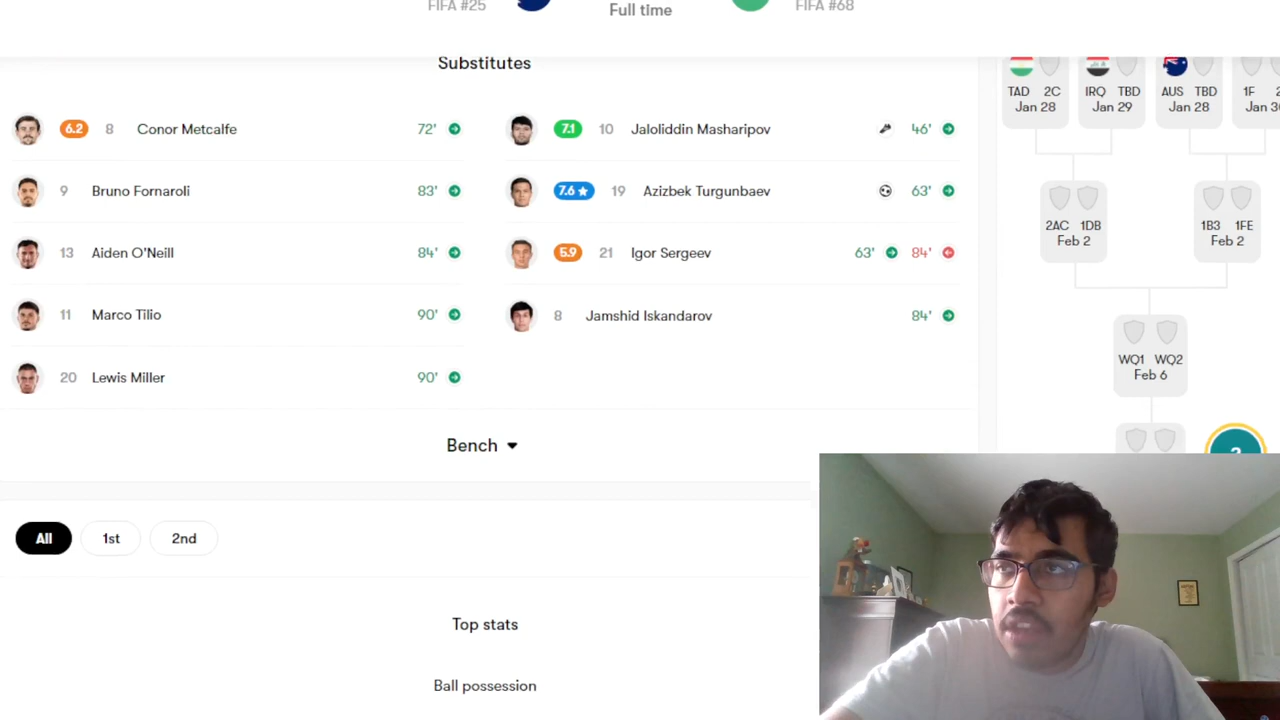 FIFA #25 Full time FIFA #68
Substitutes
6.2 8 Conor Metcalfe 72'
7.1 10 Jaloliddin Masharipov 46'
9 Bruno Fornaroli 83'
7.6 19 Azizbek Turgunbaev 63'
13 Aiden O'Neill 84'
5.9 21 Igor Sergeev 63' 84'
11 Marco Tilio 90'
8 Jamshid Iskandarov 84'
20 Lewis Miller 90'
Bench
All 1st 2nd
Top stats
Ball possession
TAD 2C IRQ TBD AUS TBD 1F
Jan 28 Jan 29 Jan 28 Jan 30
2AC 1DB 1B3 1FE
Feb 2 Feb 2
WQ1 WQ2
Feb 6